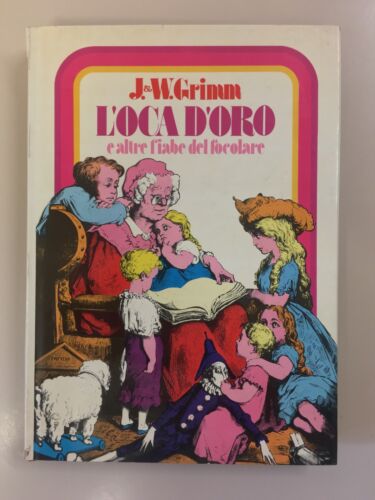 J.&W. Grimm
L'OCA D'ORO
e altre fiabe del focolare